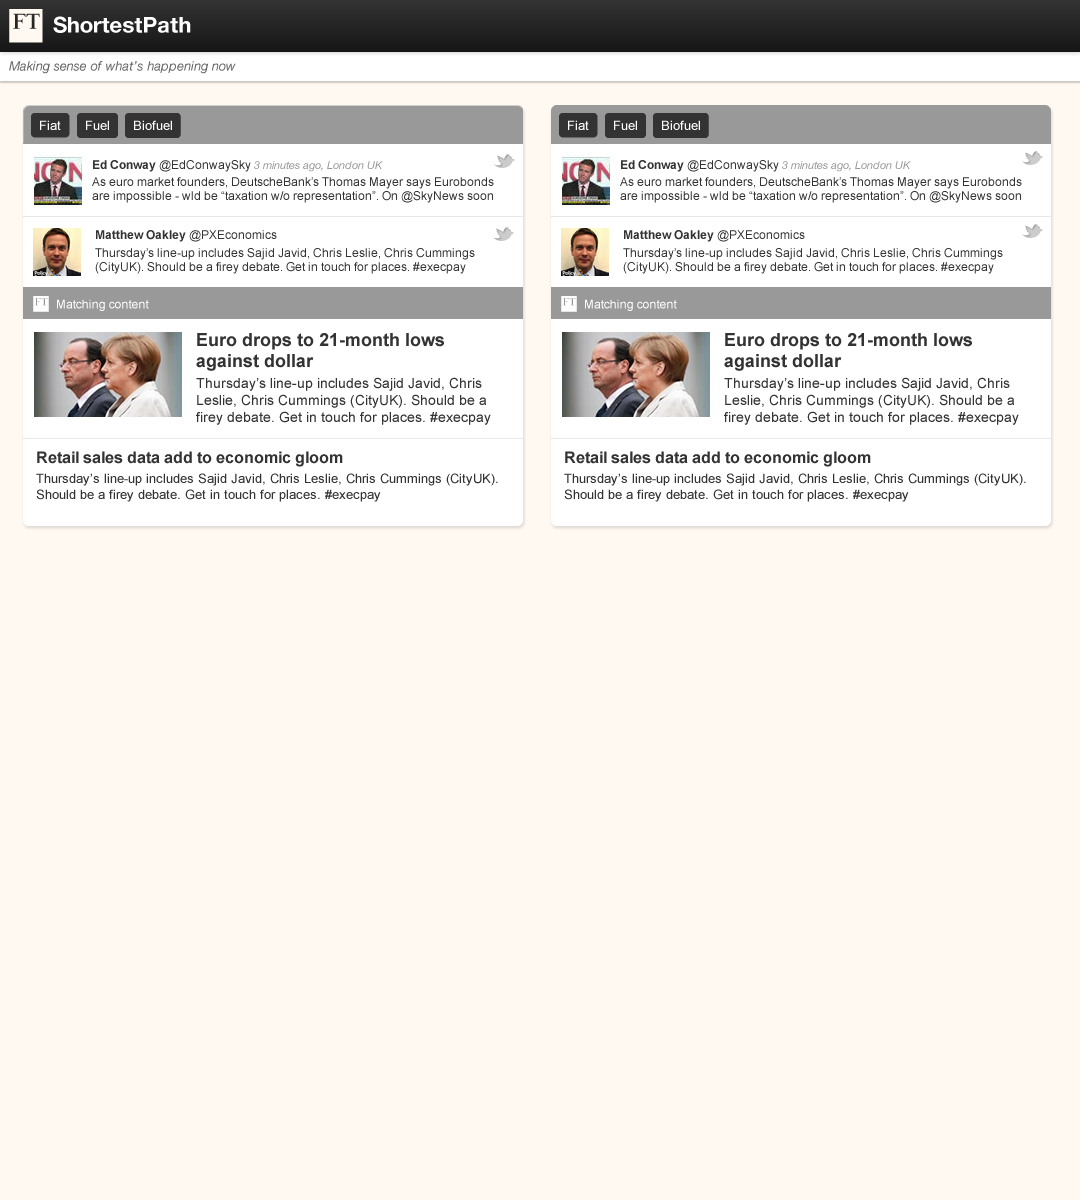 FT ShortestPath
Making sense of what's happening now
Fiat Fuel Biofuel
Ed Conway @EdConwaySky 3 minutes ago, London UK
As euro market founders, DeutscheBank's Thomas Mayer says Eurobonds
are impossible - wld be “taxation w/o representation”. On @SkyNews soon
Matthew Oakley @PXEconomics
Thursday's line-up includes Sajid Javid, Chris Leslie, Chris Cummings
(CityUK). Should be a firey debate. Get in touch for places. #execpay
Policy
FT Matching content
Euro drops to 21-month lows
against dollar
Thursday's line-up includes Sajid Javid, Chris
Leslie, Chris Cummings (CityUK). Should be a
firey debate. Get in touch for places. #execpay
Retail sales data add to economic gloom
Thursday's line-up includes Sajid Javid, Chris Leslie, Chris Cummings (CityUK).
Should be a firey debate. Get in touch for places. #execpay
Fiat Fuel Biofuel
Ed Conway @EdConwaySky 3 minutes ago, London UK
As euro market founders, DeutscheBank's Thomas Mayer says Eurobonds
are impossible - wld be “taxation w/o representation”. On @SkyNews soon
Matthew Oakley @PXEconomics
Thursday's line-up includes Sajid Javid, Chris Leslie, Chris Cummings
(CityUK). Should be a firey debate. Get in touch for places. #execpay
Policy
FT Matching content
Euro drops to 21-month lows
against dollar
Thursday's line-up includes Sajid Javid, Chris
Leslie, Chris Cummings (CityUK). Should be a
firey debate. Get in touch for places. #execpay
Retail sales data add to economic gloom
Thursday's line-up includes Sajid Javid, Chris Leslie, Chris Cummings (CityUK).
Should be a firey debate. Get in touch for places. #execpay